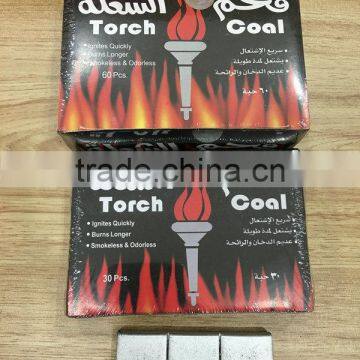 فحم الشعلة
Torch Coal
• Ignites Quickly
Burns Longer
Smokeless & Odorless
60 Pcs.
• سريع الإشتعال
• يشتعل لمدة طويلة
• عديم الدخان والرائحة
٦٠ حبة
trade.china.cn
Torch Coal
• Ignites Quickly
• Burns Longer
• Smokeless & Odorless
30 Pcs.
• سريع الإشتعال
• يشتعل لمدة طويلة
• عديم الدخان والرائحة
٣٠ حبة